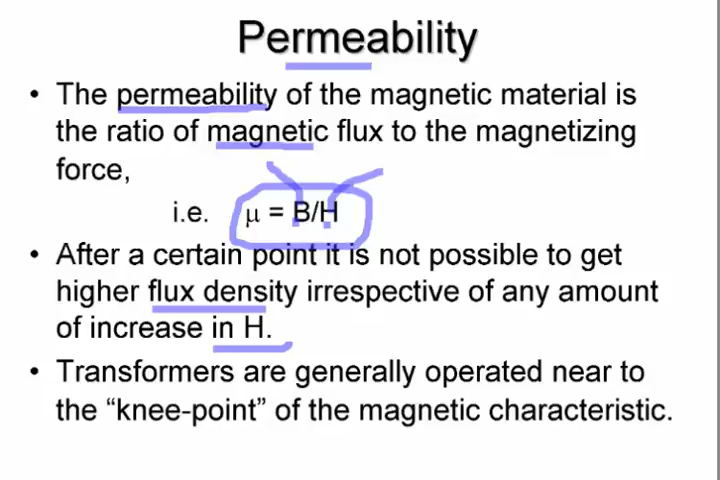 Permeability
• The permeability of the magnetic material is
the ratio of magnetic flux to the magnetizing
force,
i.e. μ = B/H
• After a certain point it is not possible to get
higher flux density irrespective of any amount
of increase in H.
• Transformers are generally operated near to
the “knee-point” of the magnetic characteristic.